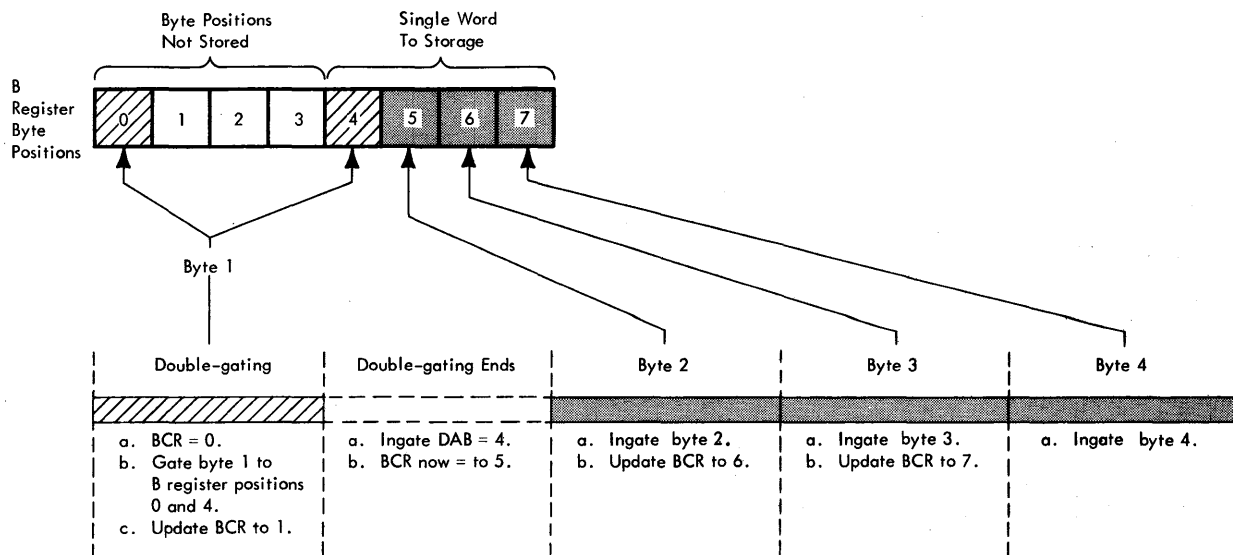 Byte Positions
Not Stored
Single Word
To Storage
B
Register
Byte
Positions
0 1 2 3 4 5 6 7
Byte 1
Double-gating
Double-gating Ends
Byte 2
Byte 3
Byte 4
a. BCR = 0.
b. Gate byte 1 to
B register positions
0 and 4.
c. Update BCR to 1.
a. Ingate DAB = 4.
b. BCR now = to 5.
a. Ingate byte 2.
b. Update BCR to 6.
a. Ingate byte 3.
b. Update BCR to 7.
a. Ingate byte 4.